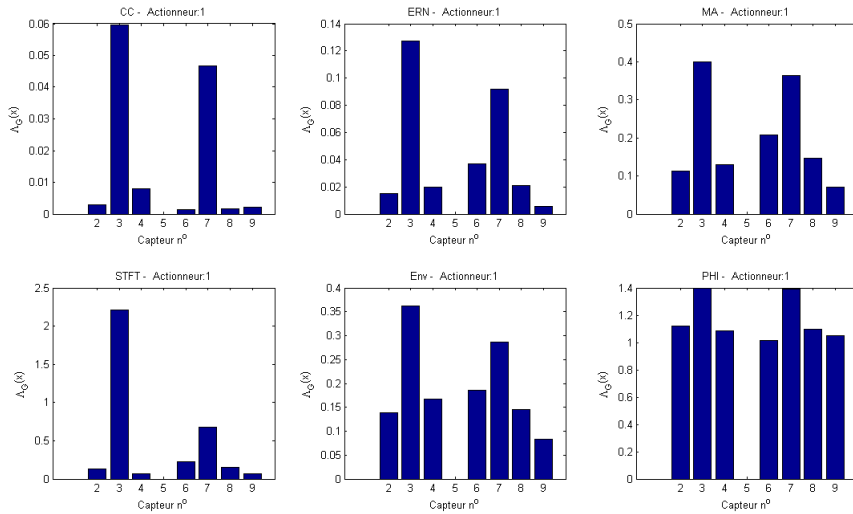 CC - Actionneur:1
0.06
0.05
0.04
0.03
0.02
0.01
0
Λ_G(x)
2 3 4 5 6 7 8 9
Capteur nº
ERN - Actionneur:1
0.14
0.12
0.1
0.08
0.06
0.04
0.02
0
Λ_G(x)
2 3 4 5 6 7 8 9
Capteur nº
MA - Actionneur:1
0.5
0.4
0.3
0.2
0.1
0
Λ_G(x)
2 3 4 5 6 7 8 9
Capteur nº
STFT - Actionneur:1
2.5
2
1.5
1
0.5
0
Λ_G(x)
2 3 4 5 6 7 8 9
Capteur nº
Env - Actionneur:1
0.4
0.35
0.3
0.25
0.2
0.15
0.1
0.05
0
Λ_G(x)
2 3 4 5 6 7 8 9
Capteur nº
PHI - Actionneur:1
1.4
1.2
1
0.8
0.6
0.4
0.2
0
Λ_G(x)
2 3 4 5 6 7 8 9
Capteur nº